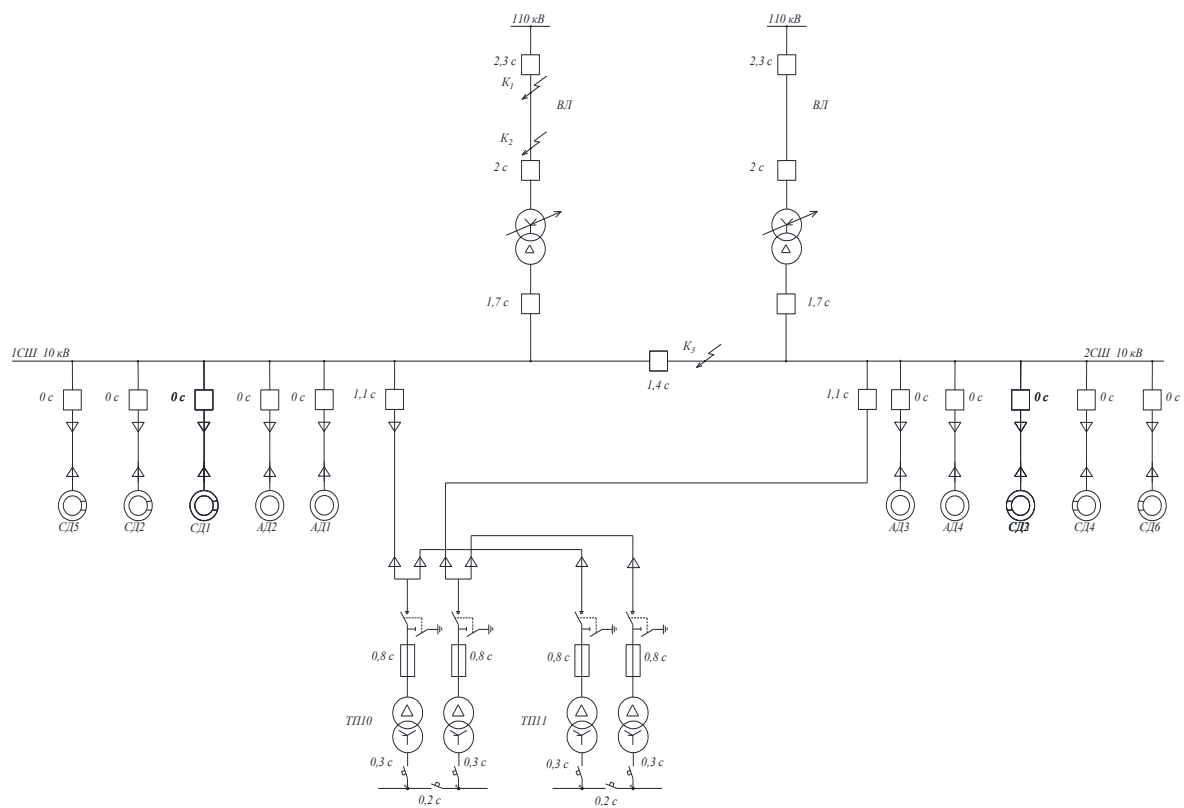 110 кВ 110 кВ
2,3 с 2,3 с
К1
ВЛ ВЛ
К2
2 с 2 с
1,7 с 1,7 с
1СШ 10 кВ К3 2СШ 10 кВ
1,4 с
0 с 0 с 0 с 0 с 0 с 1,1 с 1,1 с 0 с 0 с 0 с 0 с 0 с
СД5 СД2 СД1 АД2 АД1 АД3 АД4 СД3 СД4 СД6
0,8 с 0,8 с 0,8 с 0,8 с
ТП10 ТП11
0,3 с 0,3 с 0,3 с 0,3 с
0,2 с 0,2 с